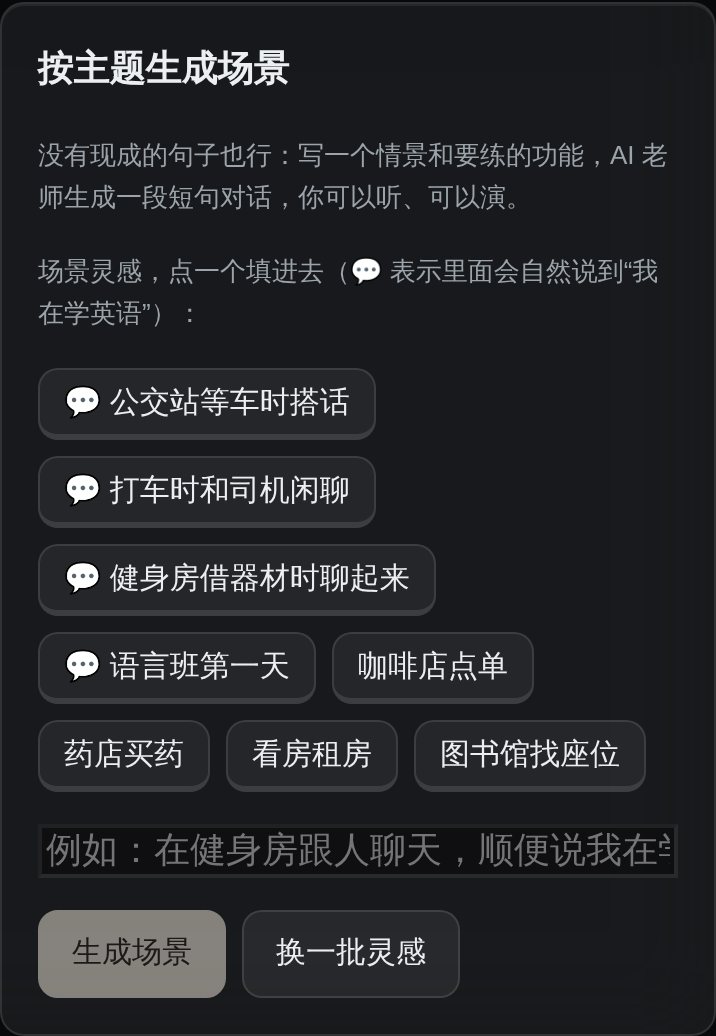 按主题生成场景
没有现成的句子也行：写一个情景和要练的功能，AI 老
师生成一段短句对话，你可以听、可以演。
场景灵感，点一个填进去（💬 表示里面会自然说到“我
在学英语”）：
💬 公交站等车时搭话
💬 打车时和司机闲聊
💬 健身房借器材时聊起来
💬 语言班第一天 咖啡店点单
药店买药 看房租房 图书馆找座位
例如：在健身房跟人聊天，顺便说我在
生成场景 换一批灵感